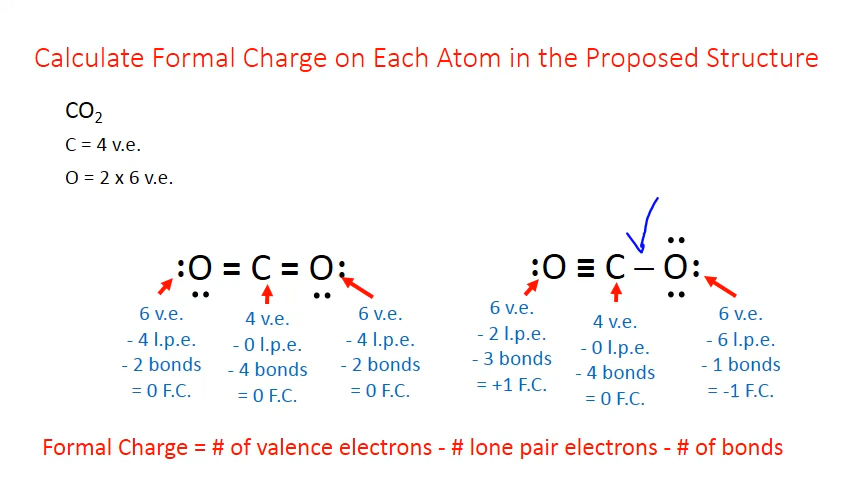 Calculate Formal Charge on Each Atom in the Proposed Structure
CO₂
C = 4 v.e.
O = 2 x 6 v.e.
:O = C = O:
6 v.e.
- 4 l.p.e.
- 2 bonds
= 0 F.C.
4 v.e.
- 0 l.p.e.
- 4 bonds
= 0 F.C.
6 v.e.
- 4 l.p.e.
- 2 bonds
= 0 F.C.
:O ≡ C – O:
6 v.e.
- 2 l.p.e.
- 3 bonds
= +1 F.C.
4 v.e.
- 0 l.p.e.
- 4 bonds
= 0 F.C.
6 v.e.
- 6 l.p.e.
- 1 bonds
= -1 F.C.
Formal Charge = # of valence electrons - # lone pair electrons - # of bonds